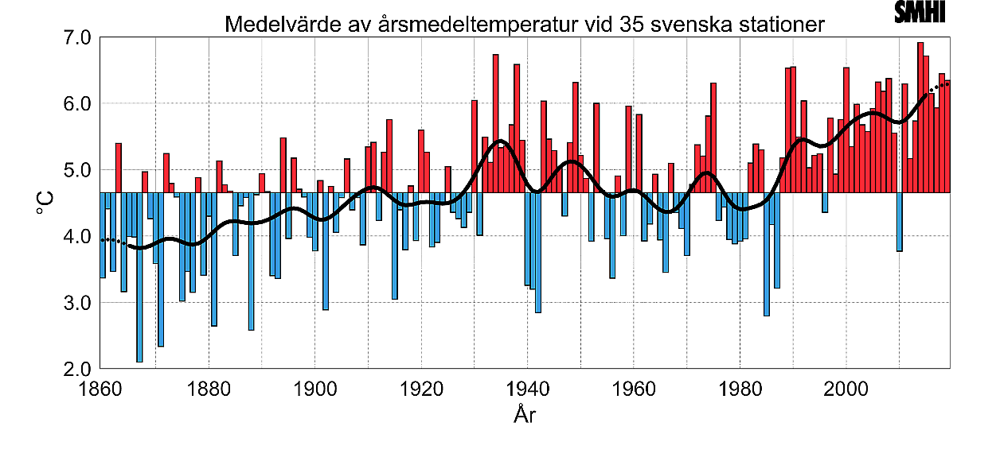 SMHI
Medelvärde av årsmedeltemperatur vid 35 svenska stationer
7.0
6.0
5.0
4.0
3.0
2.0
°C
1860 1880 1900 1920 1940 1960 1980 2000
År